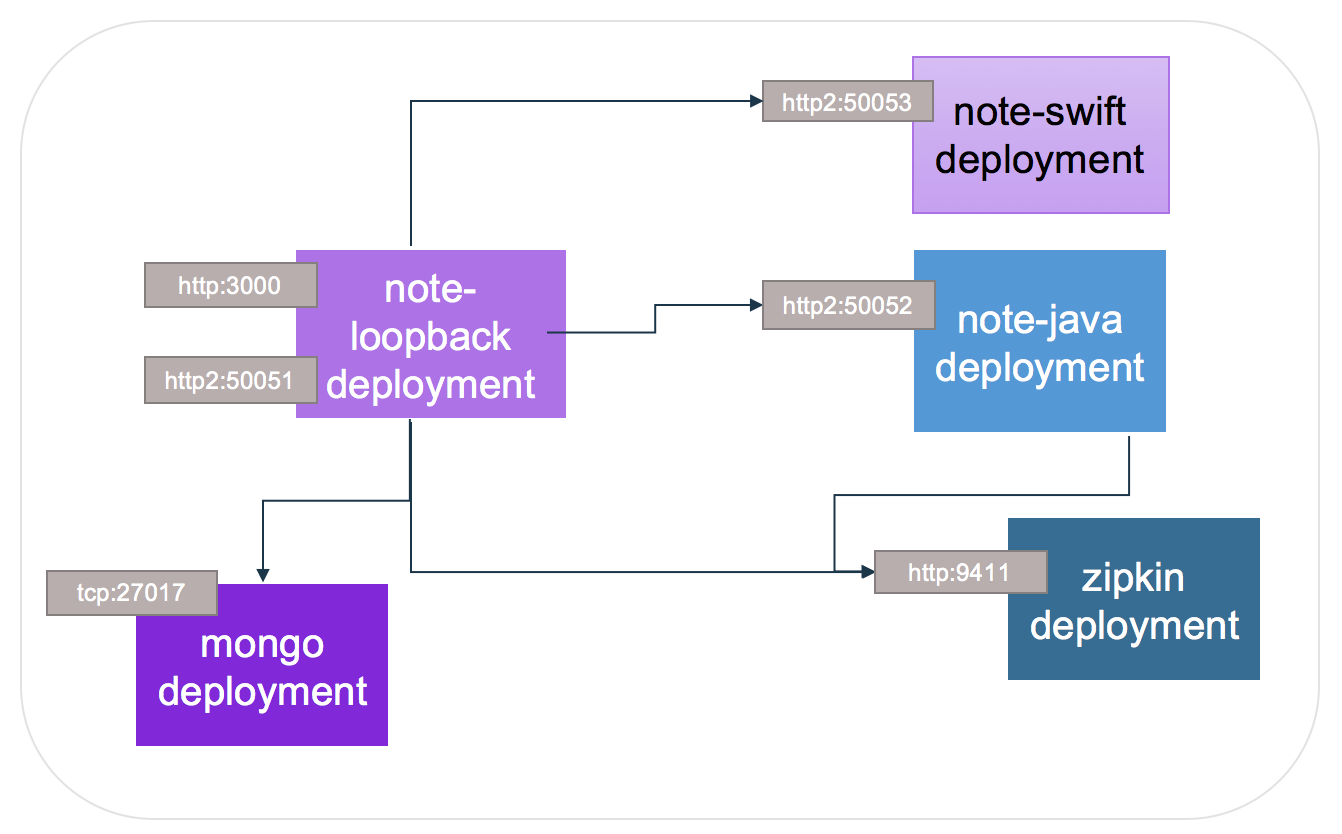 http2:50053
note-swift
deployment
http:3000
http2:50051
note-
loopback
deployment
http2:50052
note-java
deployment
tcp:27017
mongo
deployment
http:9411
zipkin
deployment